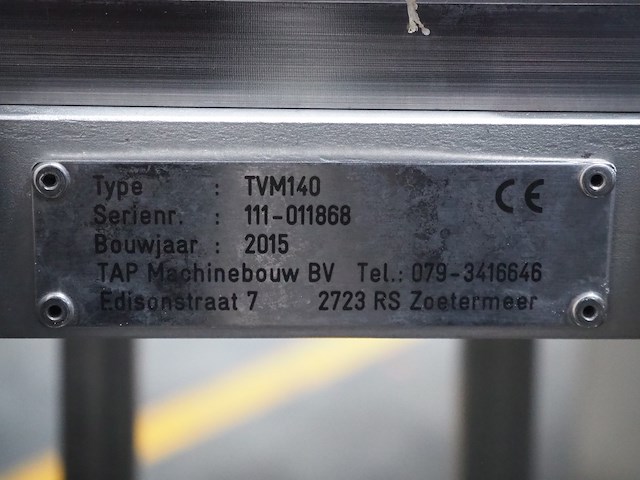 Type : TVM140
Serienr. : 111-011868
Bouwjaar : 2015
TAP Machinebouw BV Tel.: 079-3416646
Edisonstraat 7 2723 RS Zoetermeer
CE